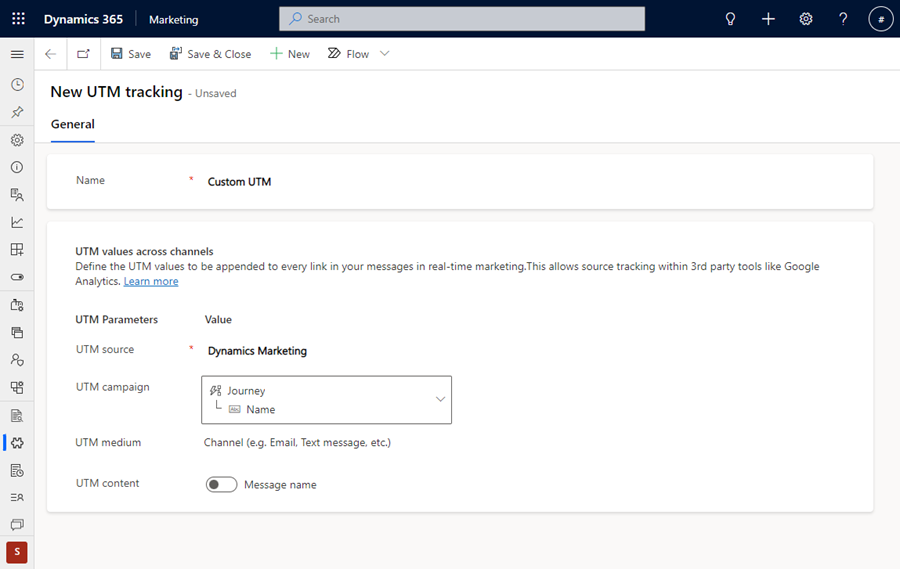 Dynamics 365 Marketing Search ? #
Save Save & Close New Flow
New UTM tracking - Unsaved
General
Name * Custom UTM
UTM values across channels
Define the UTM values to be appended to every link in your messages in real-time marketing.This allows source tracking within 3rd party tools like Google
Analytics. Learn more
UTM Parameters Value
UTM source * Dynamics Marketing
UTM campaign Journey
Abc Name
UTM medium Channel (e.g. Email, Text message, etc.)
UTM content Message name
S